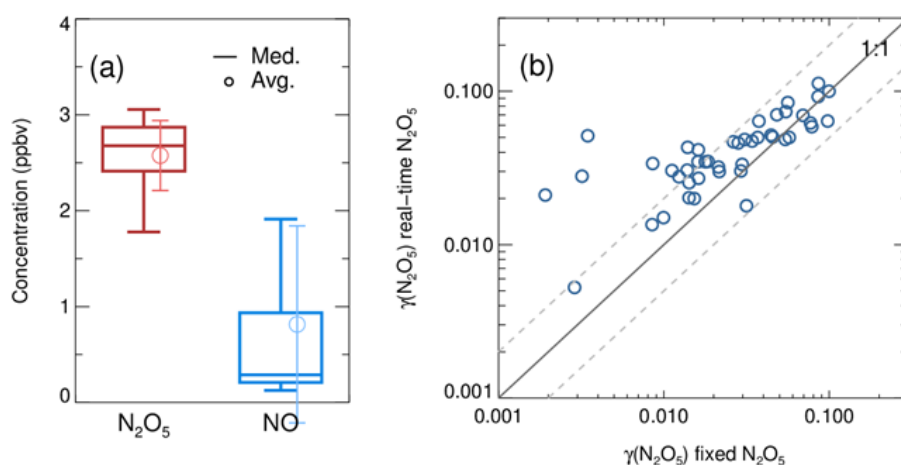 (a)
— Med.
○ Avg.
Concentration (ppbv)
4
3
2
1
0
N₂O₅
NO
(b)
1:1
γ(N₂O₅) real−time N₂O₅
0.100
0.010
0.001
0.001
0.010
0.100
γ(N₂O₅) fixed N₂O₅